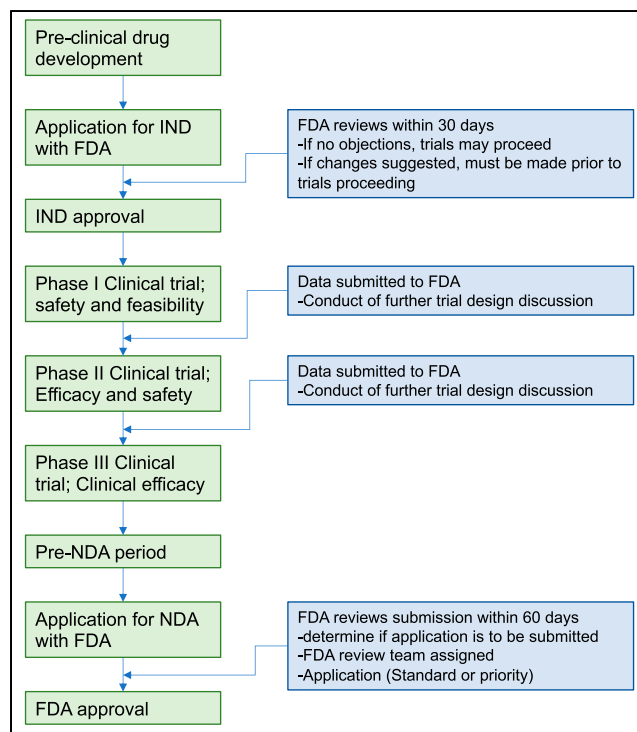 Pre-clinical drug
development
Application for IND
with FDA
FDA reviews within 30 days
-If no objections, trials may proceed
-If changes suggested, must be made prior to
trials proceeding
IND approval
Phase I Clinical trial;
safety and feasibility
Data submitted to FDA
-Conduct of further trial design discussion
Phase II Clinical trial;
Efficacy and safety
Data submitted to FDA
-Conduct of further trial design discussion
Phase III Clinical
trial; Clinical efficacy
Pre-NDA period
Application for NDA
with FDA
FDA reviews submission within 60 days
-determine if application is to be submitted
-FDA review team assigned
-Application (Standard or priority)
FDA approval